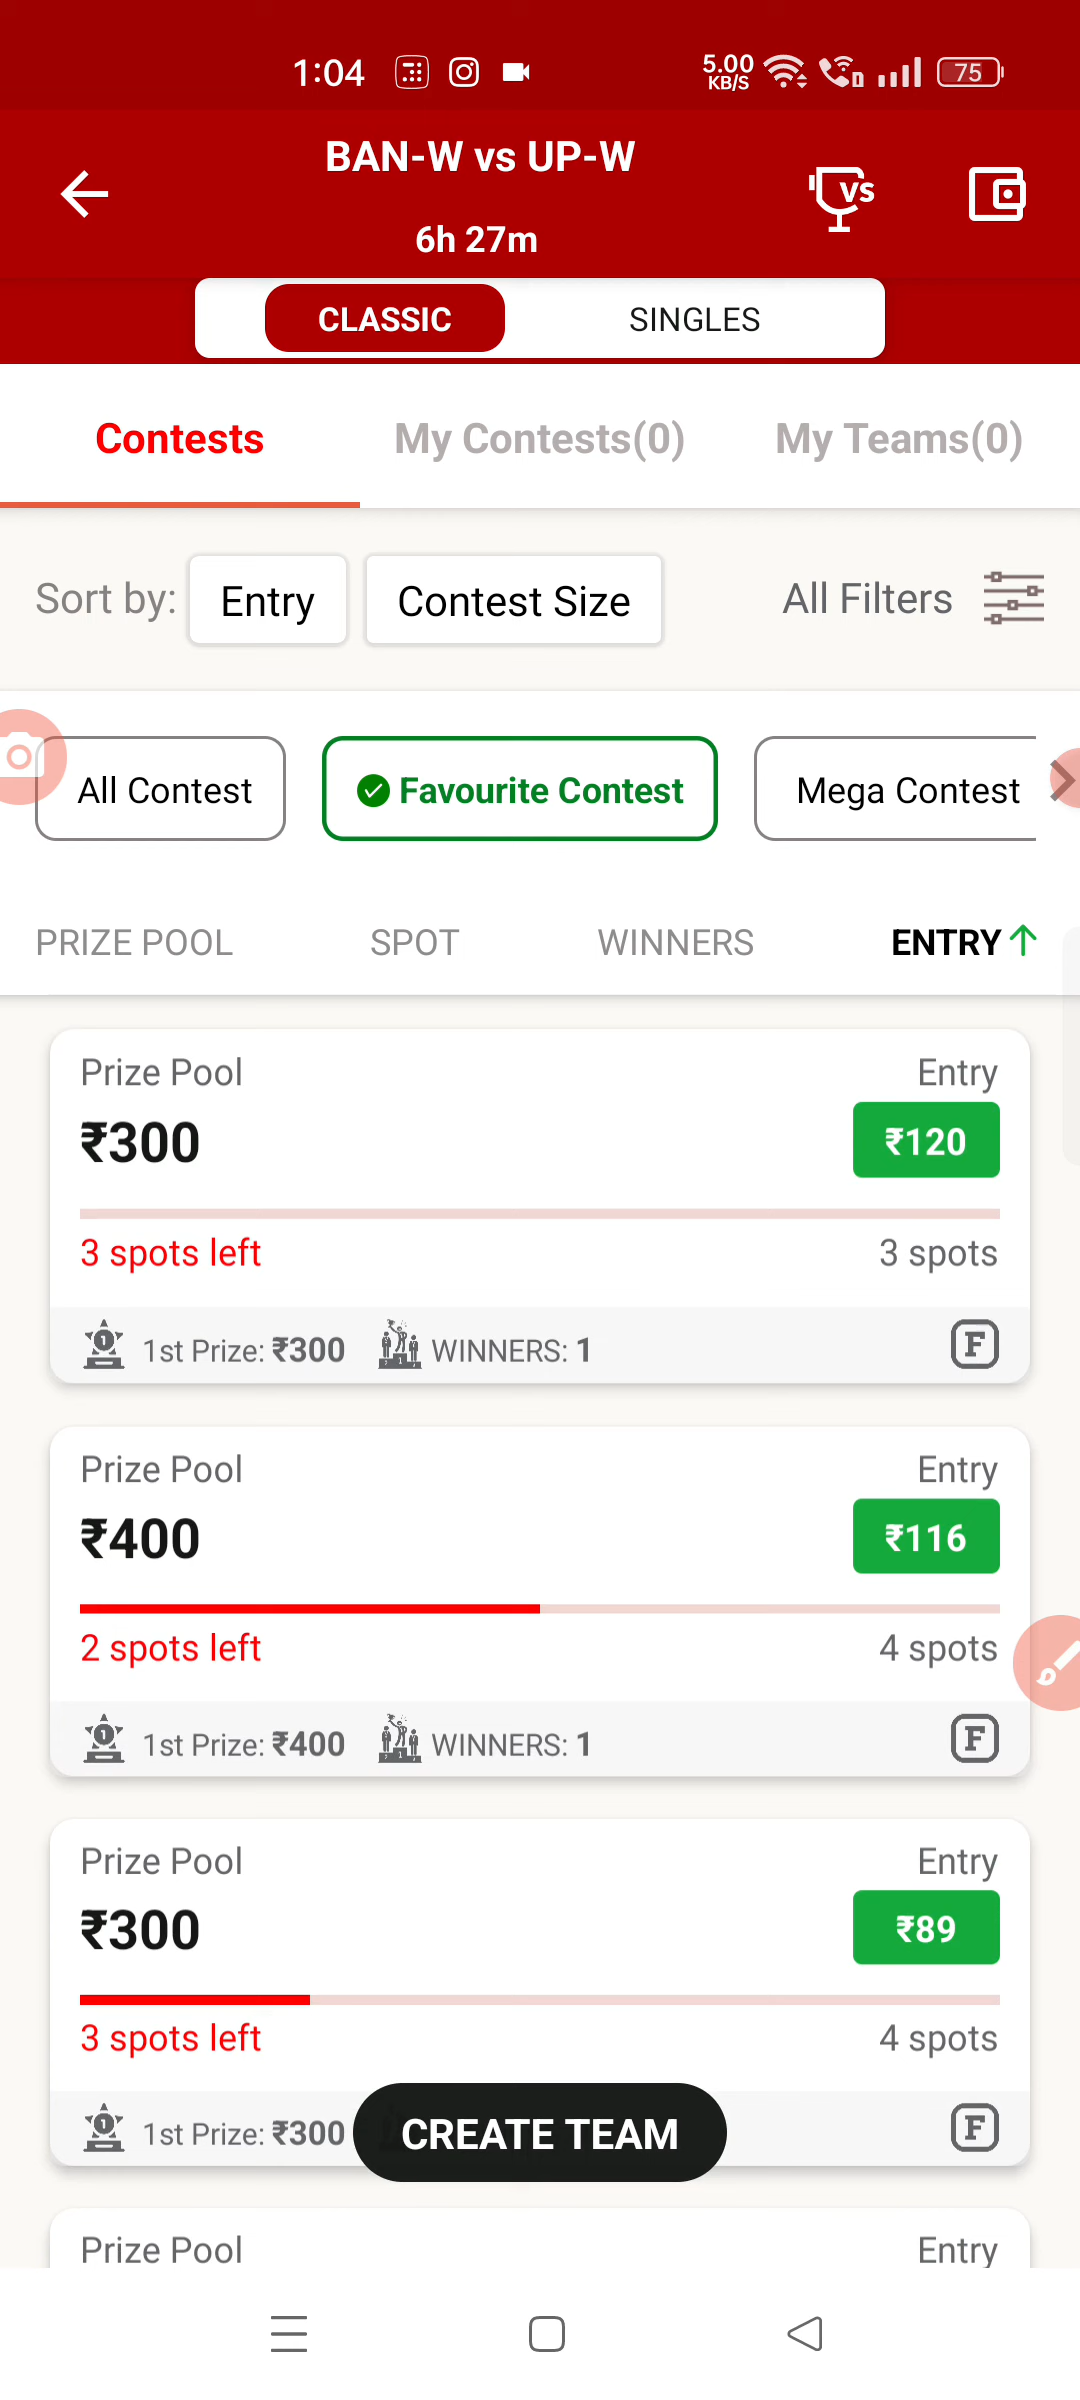 1:04
5.00 KB/S
75
BAN-W vs UP-W
6h 27m
VS
CLASSIC SINGLES
Contests My Contests(0) My Teams(0)
Sort by: Entry Contest Size All Filters
All Contest Favourite Contest Mega Contest
PRIZE POOL SPOT WINNERS ENTRY
Prize Pool Entry
₹300 ₹120
3 spots left 3 spots
1st Prize: ₹300 WINNERS: 1 F
Prize Pool Entry
₹400 ₹116
2 spots left 4 spots
1st Prize: ₹400 WINNERS: 1 F
Prize Pool Entry
₹300 ₹89
3 spots left 4 spots
1st Prize: ₹300 F
CREATE TEAM
Prize Pool Entry